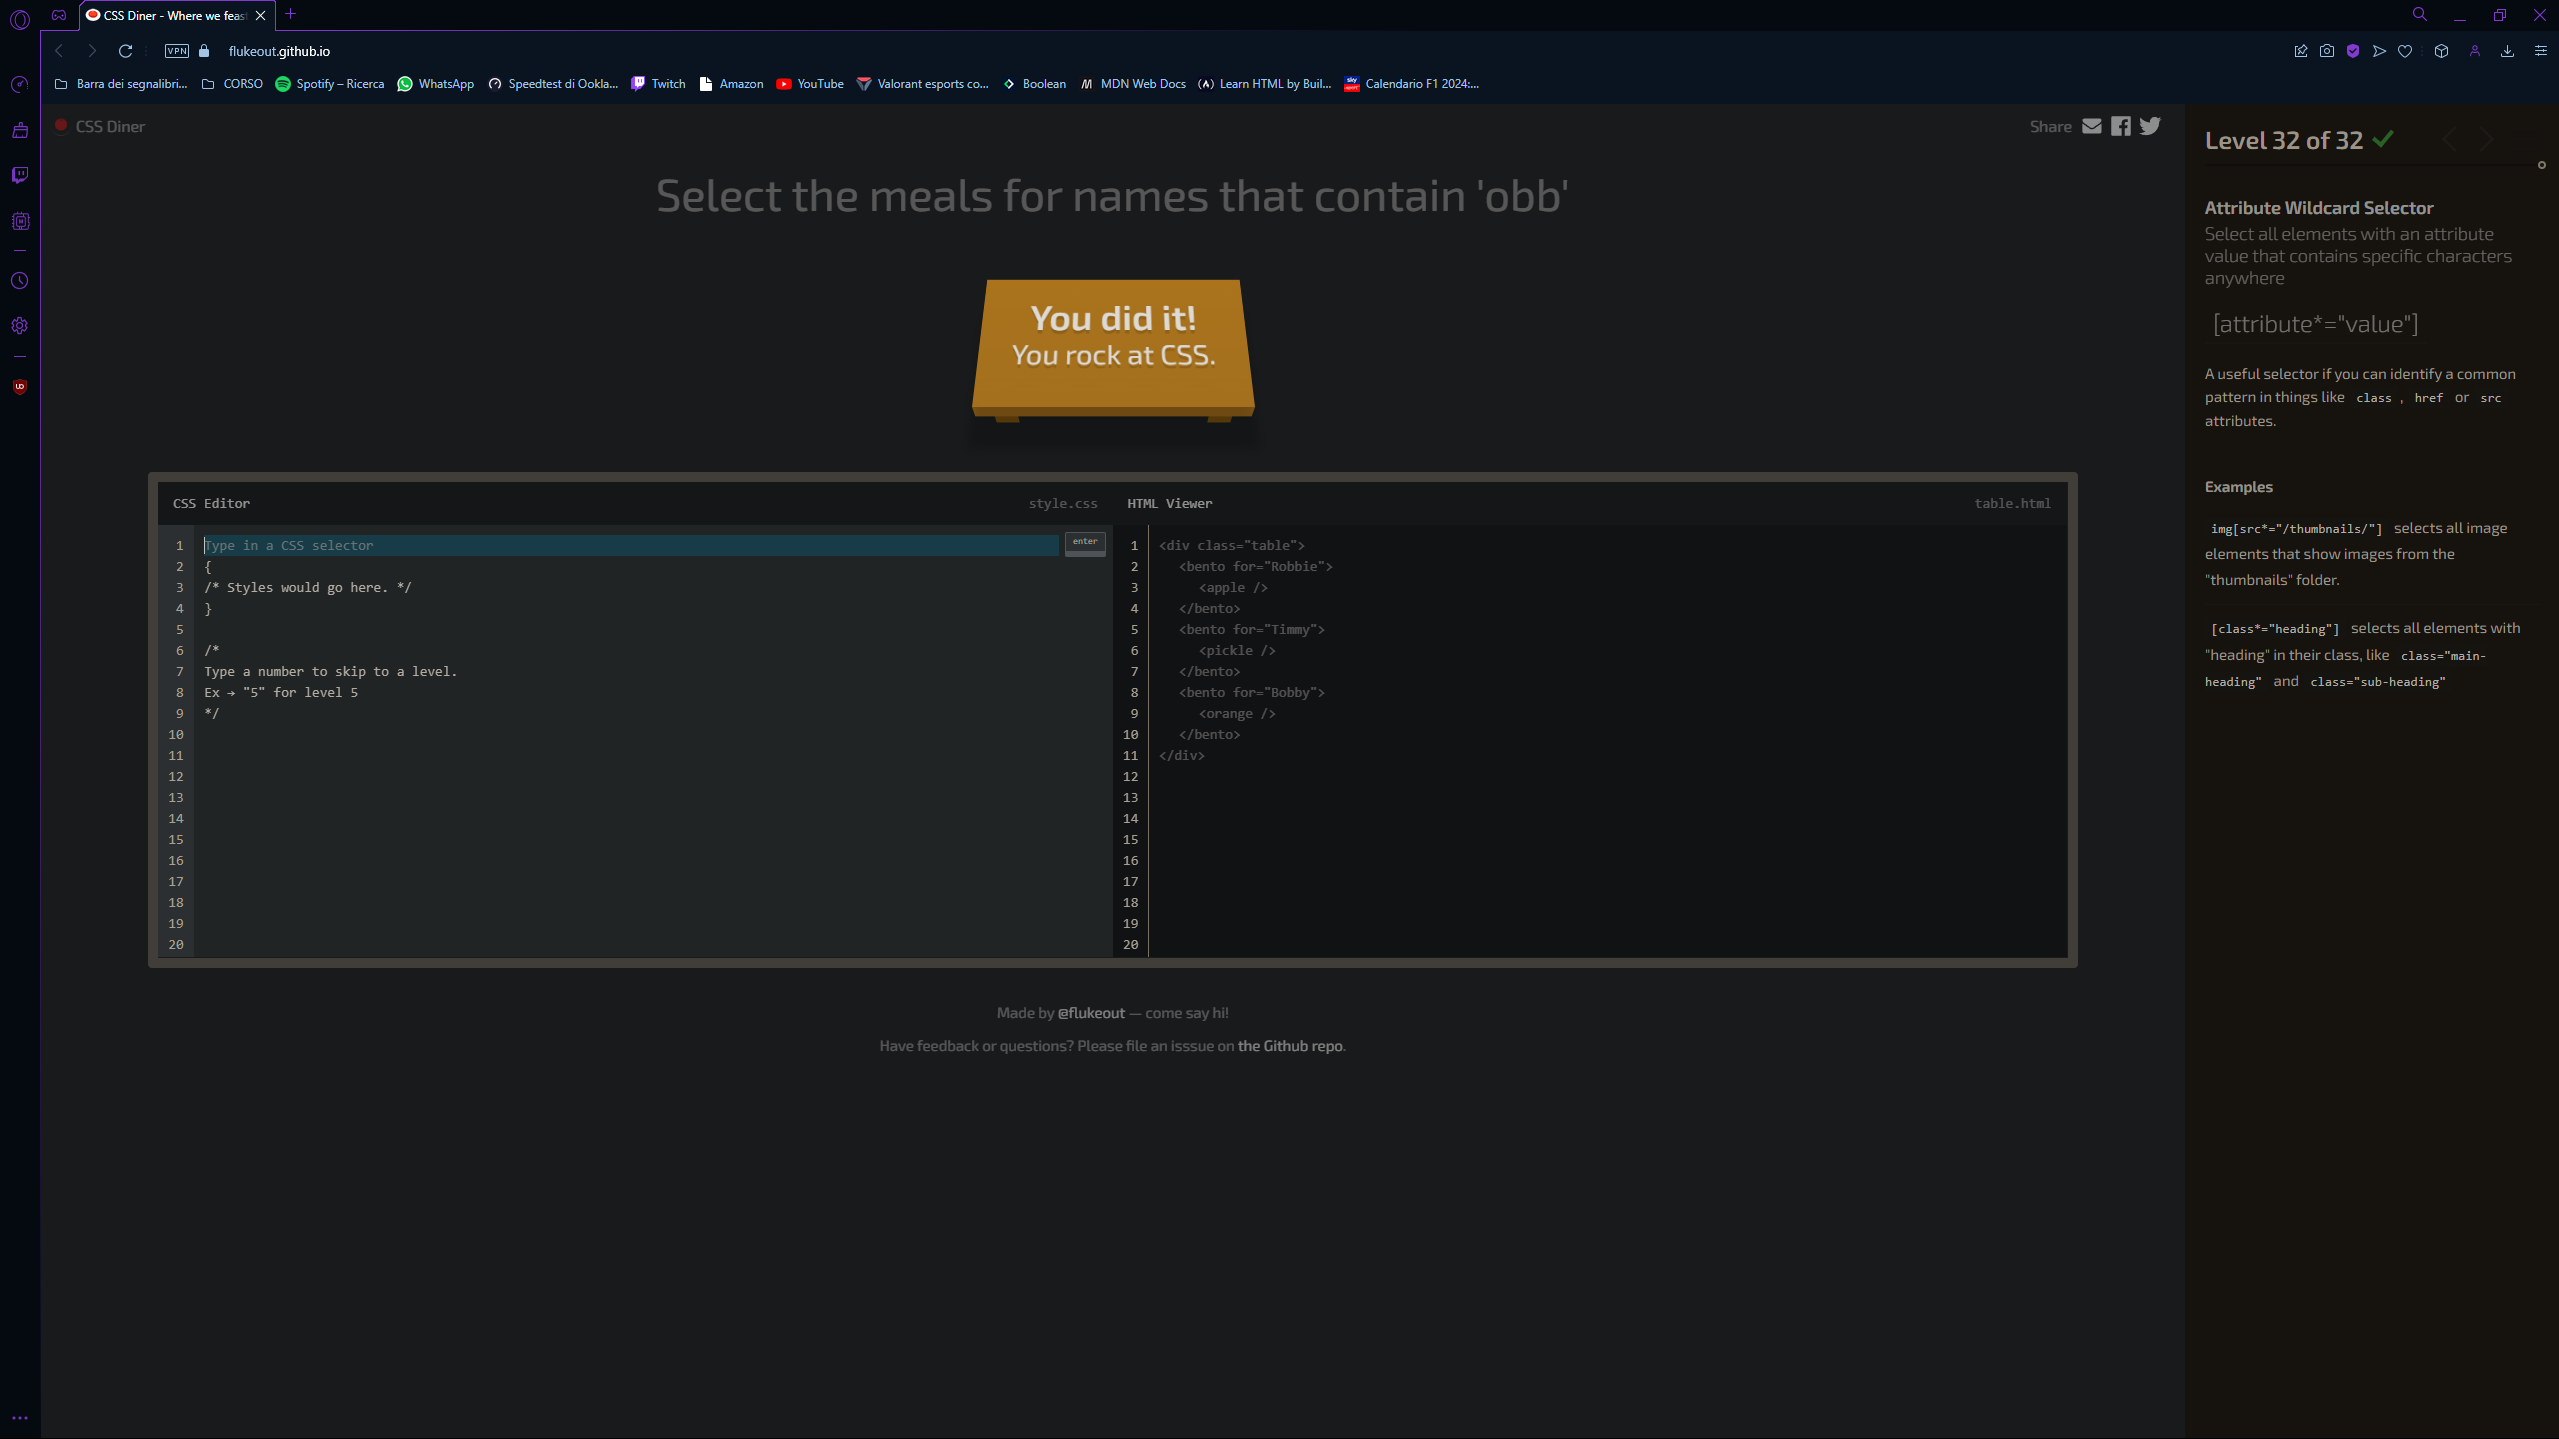 CSS Diner - Where we feas
VPN
flukeout.github.io
Barra dei segnalibri...
CORSO
Spotify – Ricerca
WhatsApp
Speedtest di Ookla...
Twitch
Amazon
YouTube
Valorant esports co...
Boolean
MDN Web Docs
Learn HTML by Buil...
Calendario F1 2024:...
CSS Diner
Share
Select the meals for names that contain 'obb'
You did it!
You rock at CSS.
CSS Editor
style.css
1 Type in a CSS selector
enter
2 {
3 /* Styles would go here. */
4 }
5
6 /*
7 Type a number to skip to a level.
8 Ex → "5" for level 5
9 */
10
11
12
13
14
15
16
17
18
19
20
HTML Viewer
table.html
1 <div class="table">
2 <bento for="Robbie">
3 <apple />
4 </bento>
5 <bento for="Timmy">
6 <pickle />
7 </bento>
8 <bento for="Bobby">
9 <orange />
10 </bento>
11 </div>
12
13
14
15
16
17
18
19
20
Made by @flukeout — come say hi!
Have feedback or questions? Please file an isssue on the Github repo.
Level 32 of 32
Attribute Wildcard Selector
Select all elements with an attribute
value that contains specific characters
anywhere
[attribute*="value"]
A useful selector if you can identify a common
pattern in things like class , href or src
attributes.
Examples
img[src*="/thumbnails/"] selects all image
elements that show images from the
"thumbnails" folder.
[class*="heading"] selects all elements with
"heading" in their class, like class="main-
heading" and class="sub-heading"